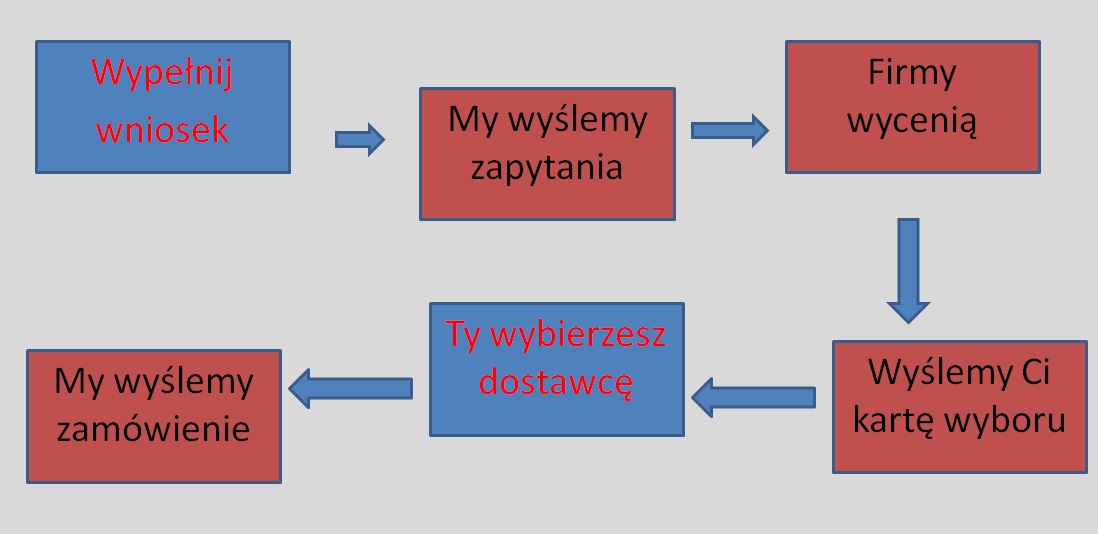 Wypełnij
wniosek
My wyślemy
zapytania
Firmy
wycenią
Wyślemy Ci
kartę wyboru
Ty wybierzesz
dostawcę
My wyślemy
zamówienie